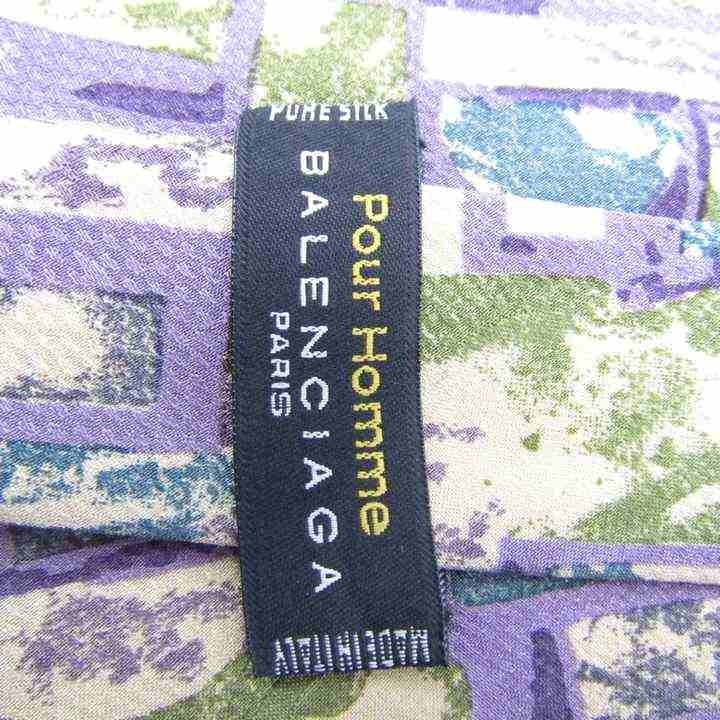 PURE SILK
Pour Homme
BALENCIAGA
PARIS
MADE IN ITALY